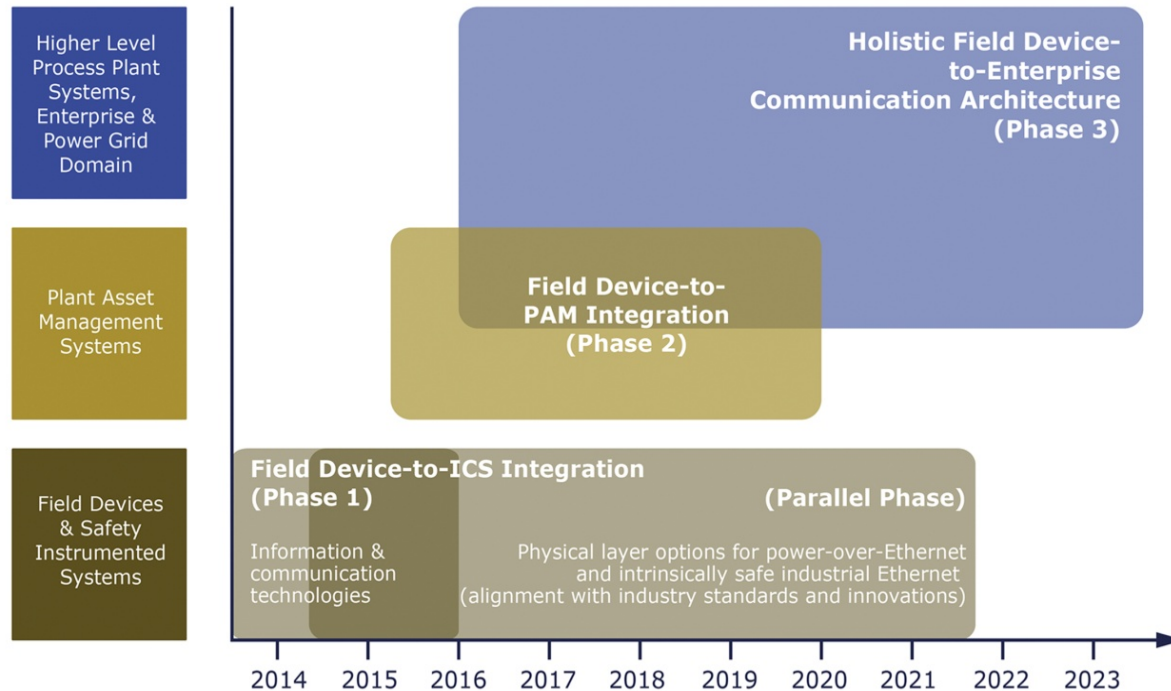 Higher Level
Process Plant
Systems,
Enterprise &
Power Grid
Domain
Holistic Field Device-
to-Enterprise
Communication Architecture
(Phase 3)
Plant Asset
Management
Systems
Field Device-to-
PAM Integration
(Phase 2)
Field Devices
& Safety
Instrumented
Systems
Field Device-to-ICS Integration
(Phase 1)
(Parallel Phase)
Information &
communication
technologies
Physical layer options for power-over-Ethernet
and intrinsically safe industrial Ethernet
(alignment with industry standards and innovations)
2014 2015 2016 2017 2018 2019 2020 2021 2022 2023